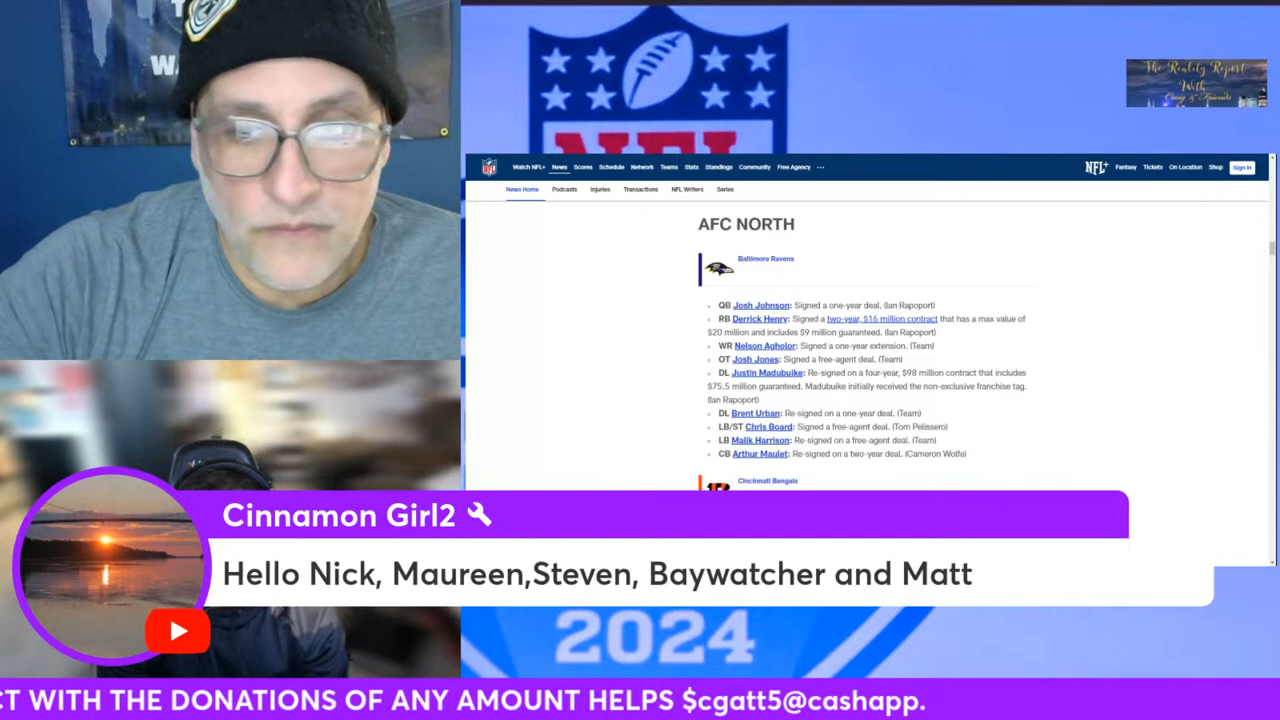 T
WA
NFL
The Reality Report
With
Watch NFL+ News Scores Schedule Network Teams Stats Standings Community Free Agency ...
NFL+ Fantasy Tickets On Location Shop Sign In
News Home Podcasts Injuries Transactions NFL Writers Series
AFC NORTH
Baltimore Ravens
QB Josh Johnson: Signed a one-year deal. (Ian Rapoport)
RB Derrick Henry: Signed a two-year, $16 million contract that has a max value of
$20 million and includes $9 million guaranteed. (Ian Rapoport)
WR Nelson Agholor: Signed a one-year extension. (Team)
OT Josh Jones: Signed a free-agent deal. (Team)
DL Justin Madubuike: Re-signed on a four-year, $98 million contract that includes
$75.5 million guaranteed. Madubuike initially received the non-exclusive franchise tag.
(Ian Rapoport)
DL Brent Urban: Re-signed on a one-year deal. (Team)
LB/ST Chris Board: Signed a free-agent deal. (Tom Pelissero)
LB Malik Harrison: Re-signed on a free-agent deal. (Team)
CB Arthur Maulet: Re-signed on a two-year deal. (Cameron Wolfe)
Cincinnati Bengals
Cinnamon Girl2
Hello Nick, Maureen,Steven, Baywatcher and Matt
2024
CT WITH THE DONATIONS OF ANY AMOUNT HELPS $cgatt5@cashapp.